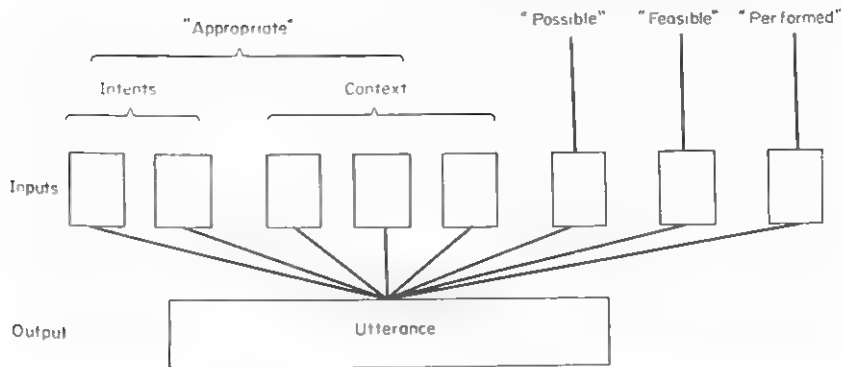 "Appropriate" "Possible" "Feasible" "Performed"
Intents Context
Inputs
Output Utterance